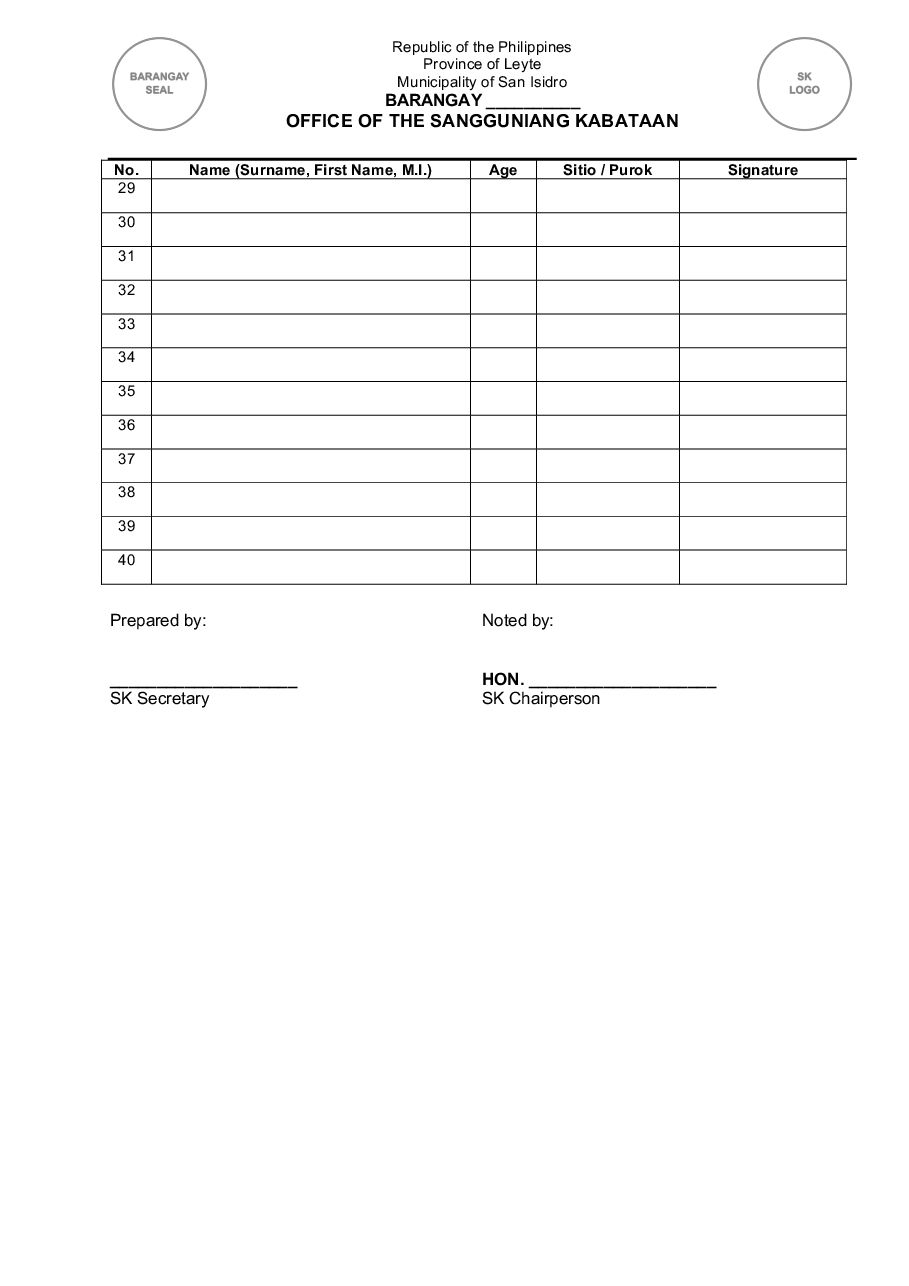 BARANGAY
SEAL
Republic of the Philippines
Province of Leyte
Municipality of San Isidro
BARANGAY __________
OFFICE OF THE SANGGUNIANG KABATAAN
SK
LOGO
No. Name (Surname, First Name, M.I.) Age Sitio / Purok Signature
29
30
31
32
33
34
35
36
37
38
39
40
Prepared by: Noted by:
____________________ HON. ____________________
SK Secretary SK Chairperson